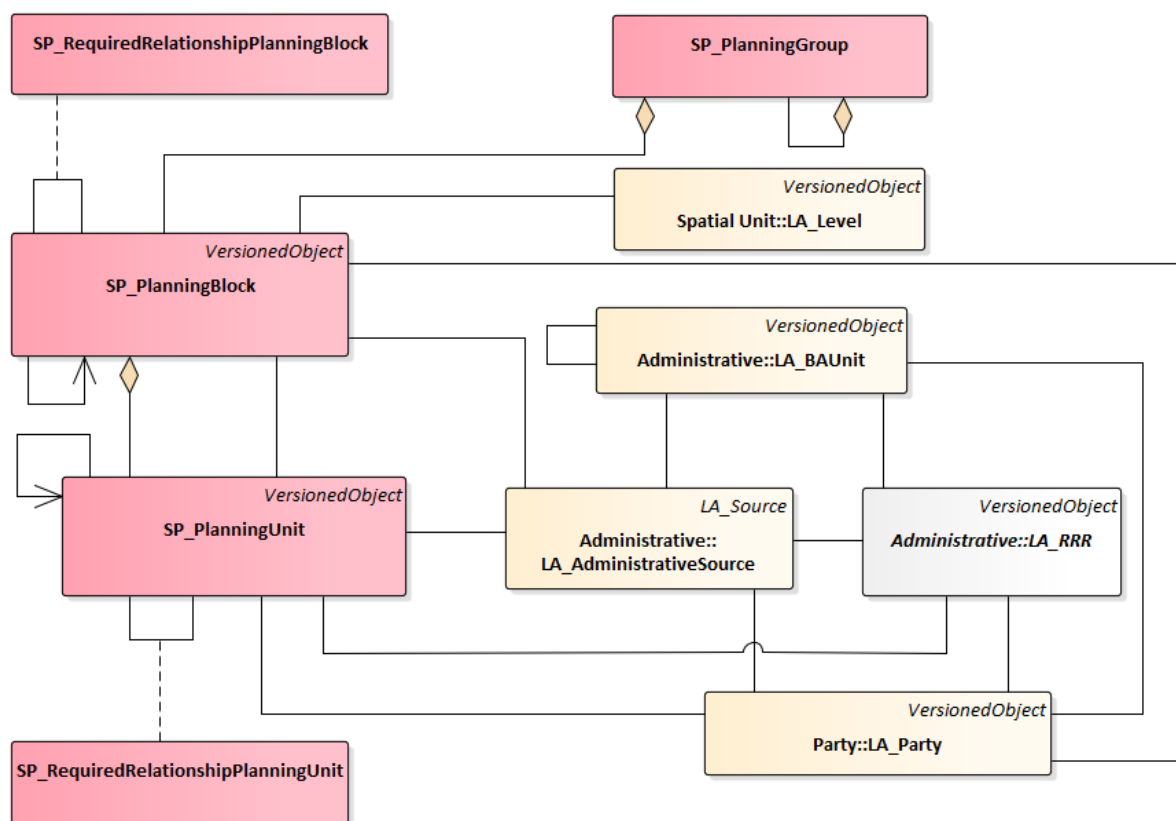 SP_RequiredRelationshipPlanningBlock
SP_PlanningGroup
VersionedObject
Spatial Unit::LA_Level
VersionedObject
SP_PlanningBlock
VersionedObject
Administrative::LA_BAUnit
VersionedObject
SP_PlanningUnit
LA_Source
Administrative::
LA_AdministrativeSource
VersionedObject
Administrative::LA_RRR
VersionedObject
Party::LA_Party
SP_RequiredRelationshipPlanningUnit